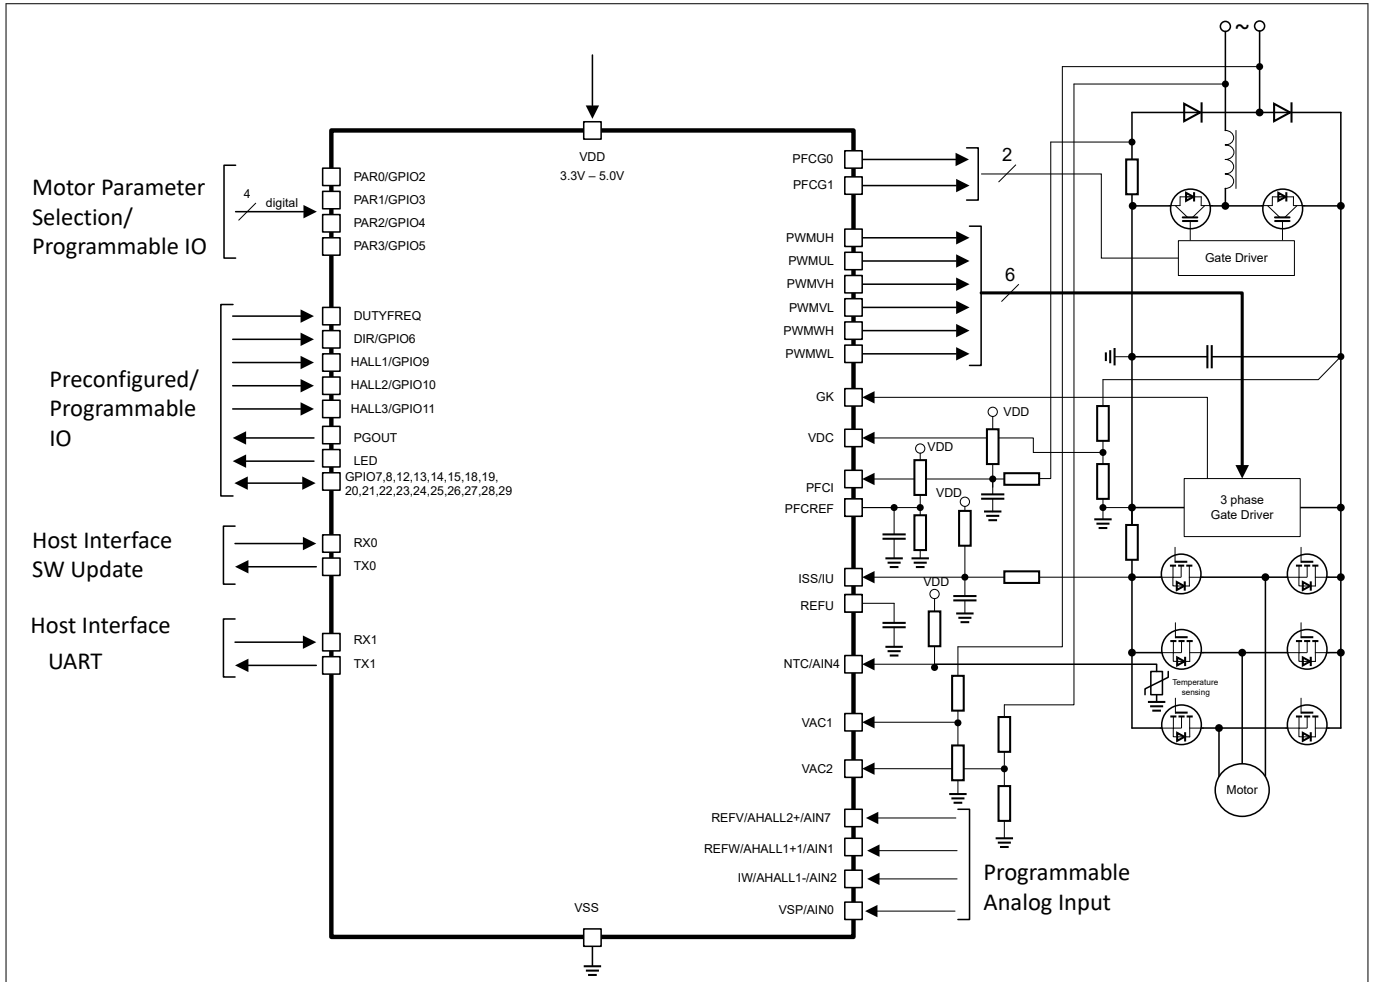 ~
VDD
3.3V – 5.0V
Motor Parameter
Selection/
Programmable IO
4
digital
PAR0/GPIO2
PAR1/GPIO3
PAR2/GPIO4
PAR3/GPIO5
Preconfigured/
Programmable
IO
DUTYFREQ
DIR/GPIO6
HALL1/GPIO9
HALL2/GPIO10
HALL3/GPIO11
PGOUT
LED
GPIO7,8,12,13,14,15,18,19,
20,21,22,23,24,25,26,27,28,29
Host Interface
SW Update
RX0
TX0
Host Interface
UART
RX1
TX1
VSS
PFCG0
PFCG1
2
PWMUH
PWMUL
PWMVH
PWMVL
PWMWH
PWMWL
6
GK
VDC
PFCI
PFCREF
ISS/IU
REFU
NTC/AIN4
VAC1
VAC2
REFV/AHALL2+/AIN7
REFW/AHALL1+1/AIN1
IW/AHALL1-/AIN2
VSP/AIN0
Programmable
Analog Input
VDD
VDD
VDD
VDD
Gate Driver
3 phase
Gate Driver
Temperature
sensing
Motor